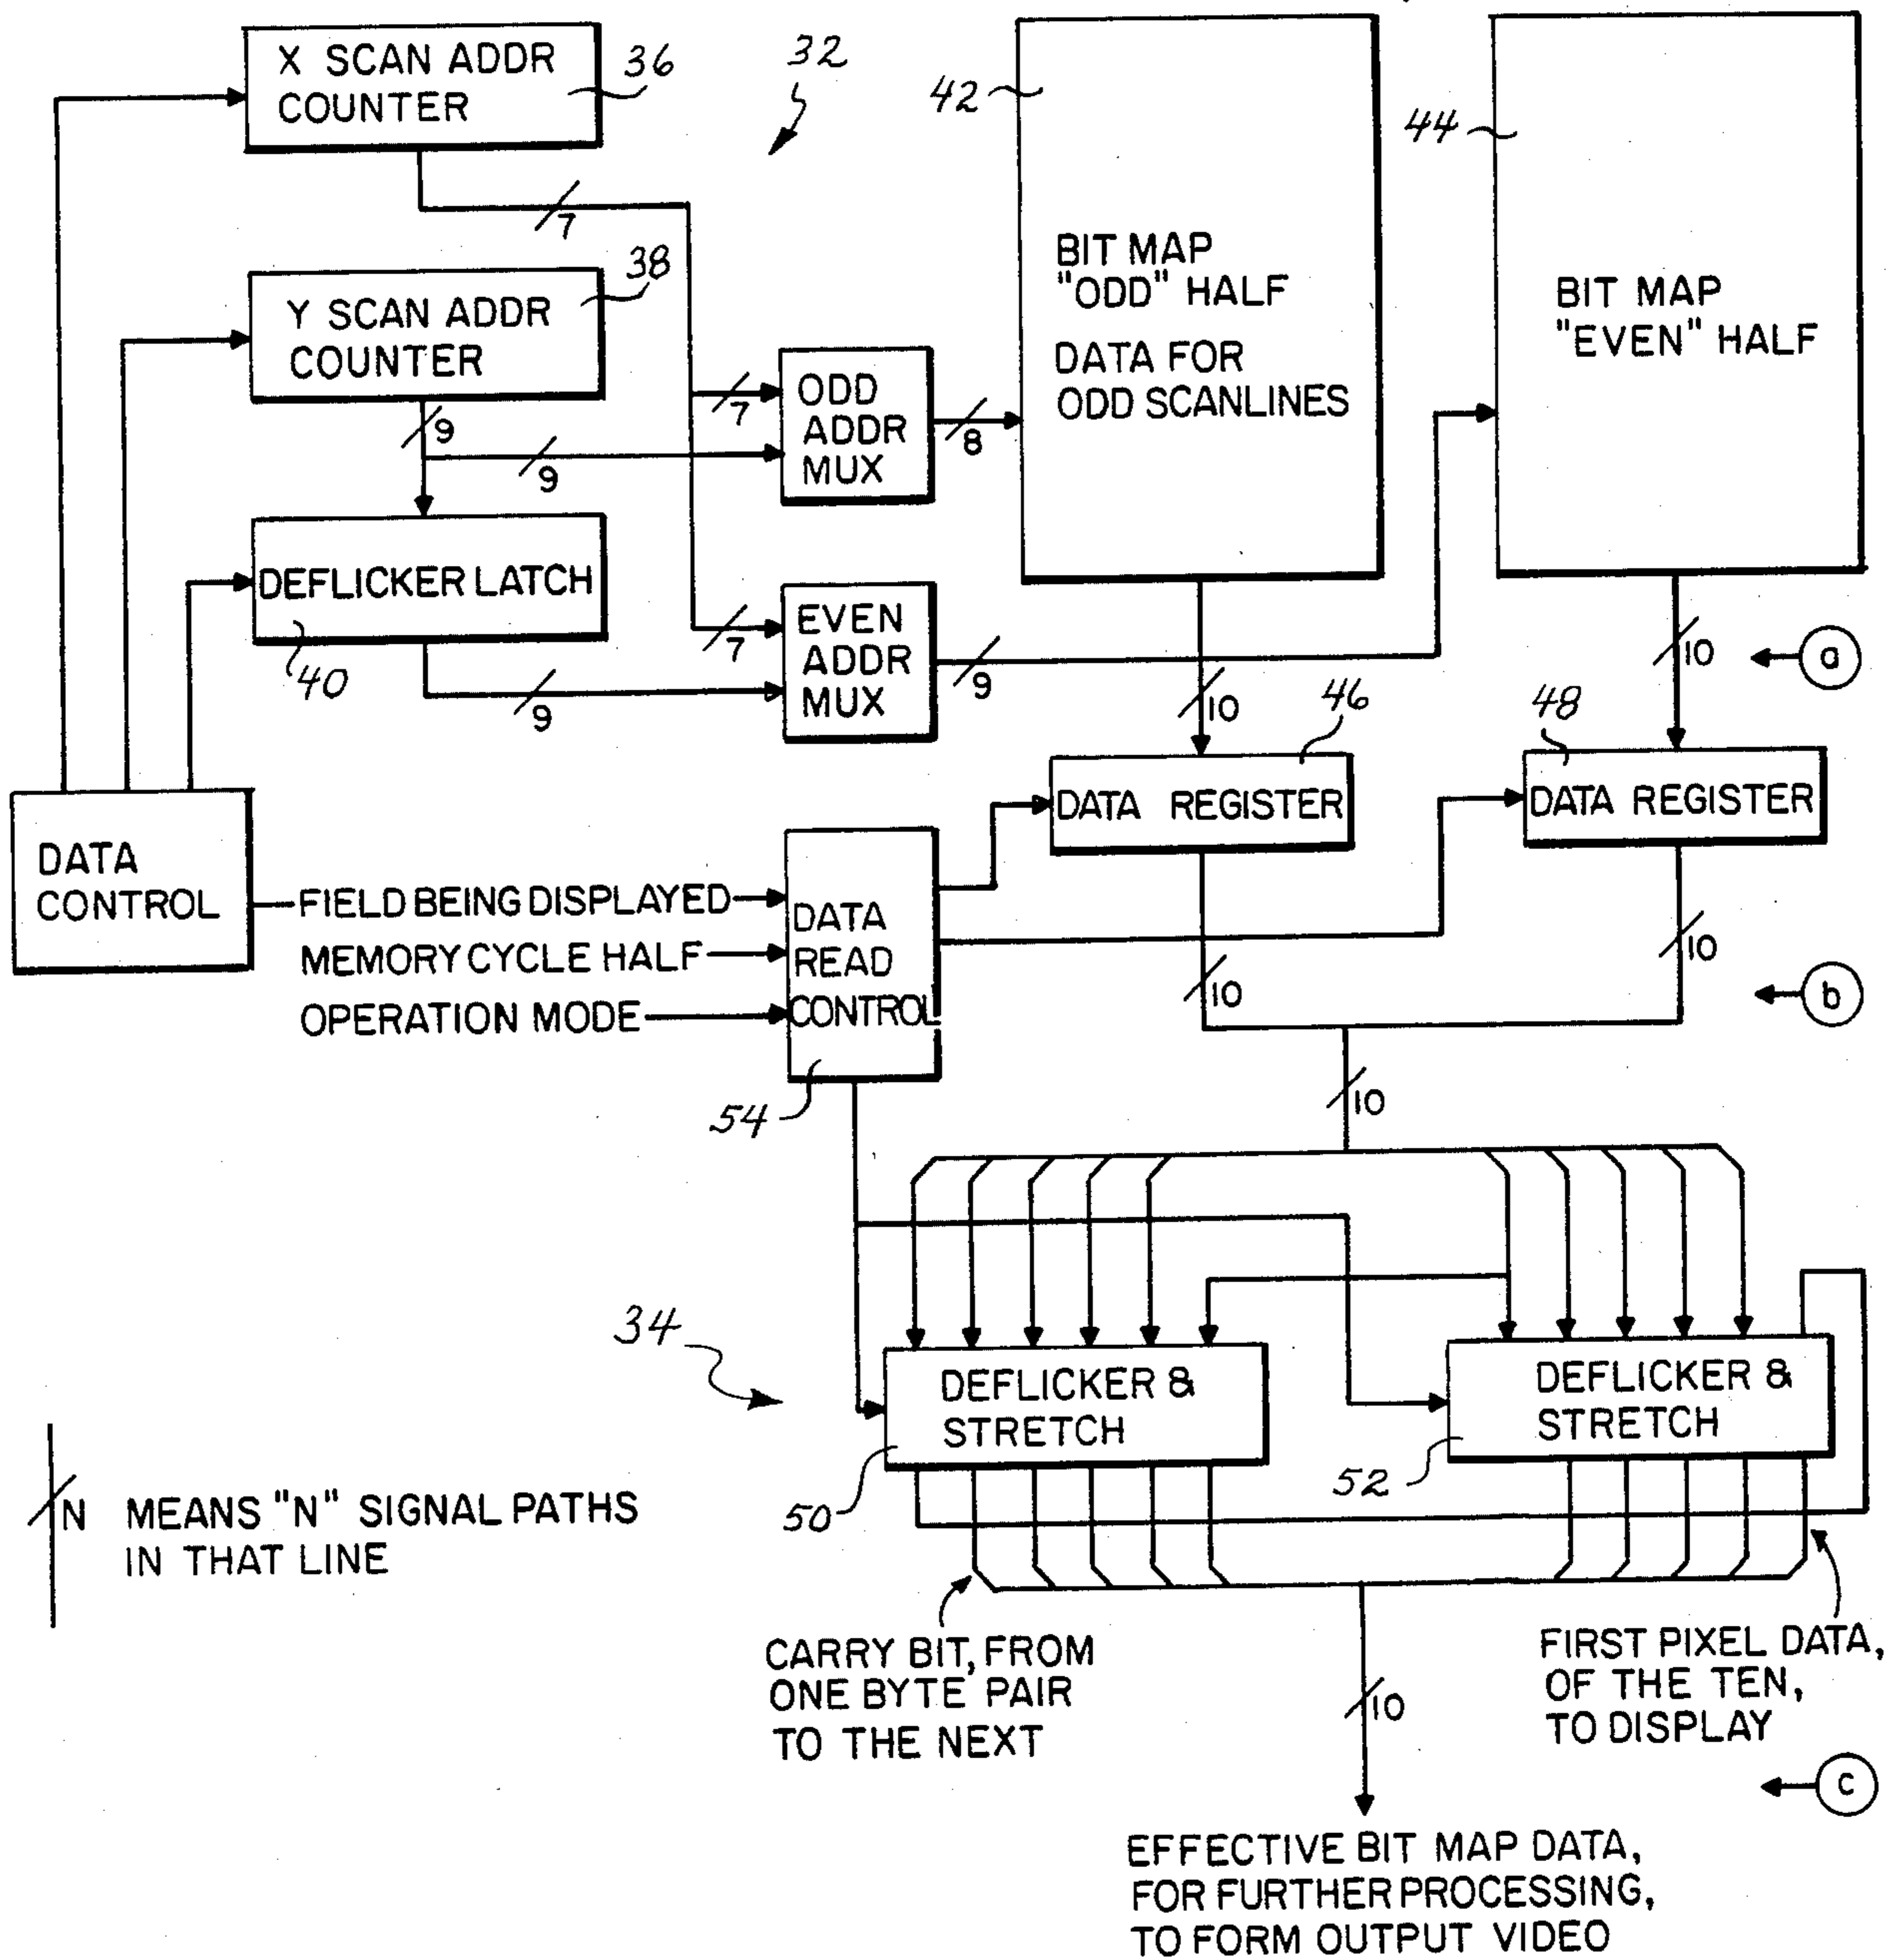 X SCAN ADDR
COUNTER
36
32
42
44
7
BIT MAP
"ODD" HALF
DATA FOR
ODD SCANLINES
BIT MAP
"EVEN" HALF
38
Y SCAN ADDR
COUNTER
9
9
7
ODD
ADDR
MUX
8
DEFLICKER LATCH
40
9
7
EVEN
ADDR
MUX
9
10
10
a
46
48
DATA REGISTER
DATA REGISTER
DATA
CONTROL
FIELD BEING DISPLAYED
MEMORY CYCLE HALF
OPERATION MODE
DATA
READ
CONTROL
54
10
10
b
10
34
DEFLICKER &
STRETCH
50
DEFLICKER &
STRETCH
52
N MEANS "N" SIGNAL PATHS
IN THAT LINE
CARRY BIT, FROM
ONE BYTE PAIR
TO THE NEXT
10
FIRST PIXEL DATA,
OF THE TEN,
TO DISPLAY
c
EFFECTIVE BIT MAP DATA,
FOR FURTHER PROCESSING,
TO FORM OUTPUT VIDEO